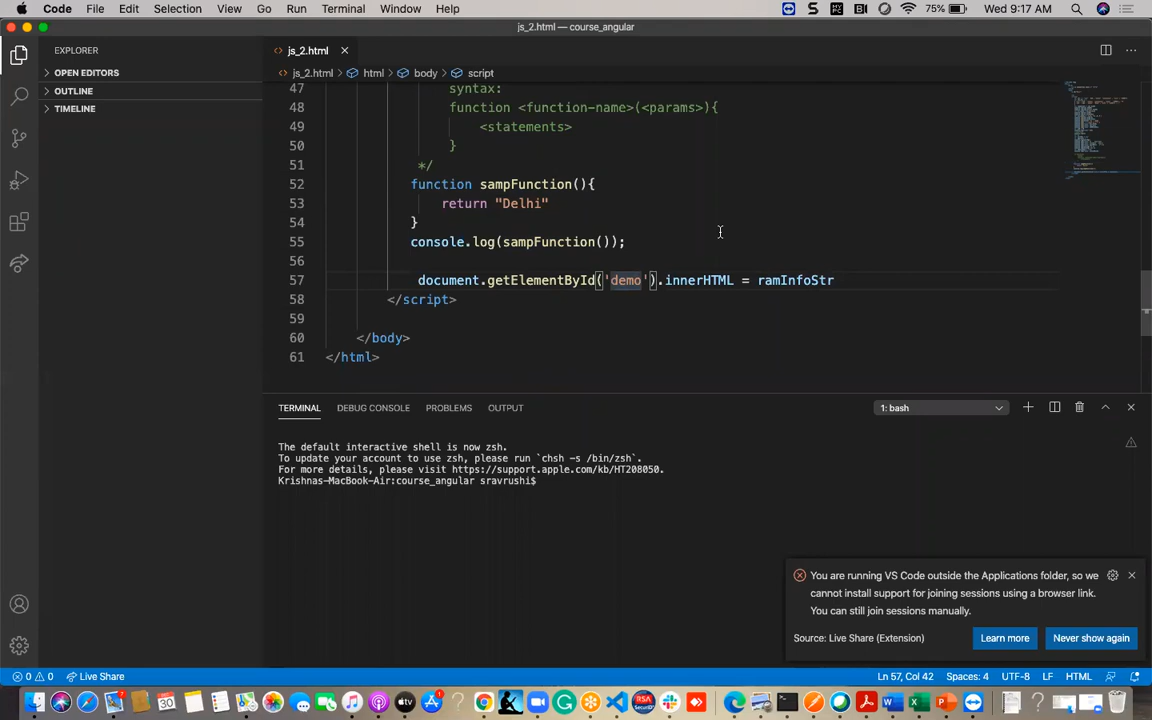 Code File Edit Selection View Go Run Terminal Window Help 75% Wed 9:17 AM
js_2.html — course_angular
EXPLORER
js_2.html
OPEN EDITORS
js_2.html > html > body > script
OUTLINE
TIMELINE
47 syntax:
48 function <function-name>(<params>){
49 <statements>
50 }
51 */
52 function sampFunction(){
53 return "Delhi"
54 }
55 console.log(sampFunction());
56
57 document.getElementById('demo').innerHTML = ramInfoStr
58 </script>
59
60 </body>
61 </html>
TERMINAL DEBUG CONSOLE PROBLEMS OUTPUT 1: bash
The default interactive shell is now zsh.
To update your account to use zsh, please run `chsh -s /bin/zsh`.
For more details, please visit https://support.apple.com/kb/HT208050.
Krishnas-MacBook-Air:course_angular sravrushi$
You are running VS Code outside the Applications folder, so we
cannot install support for joining sessions using a browser link.
You can still join sessions manually.
Source: Live Share (Extension) Learn more Never show again
0 0 Live Share Ln 57, Col 42 Spaces: 4 UTF-8 LF HTML